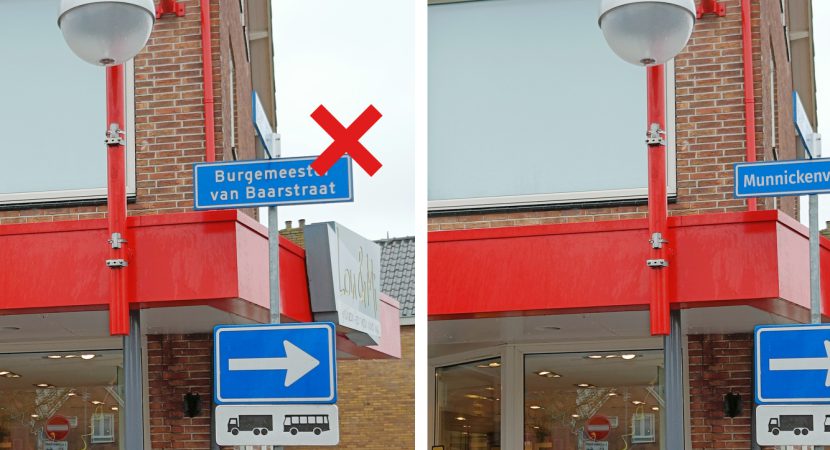 Burgemeester
van Baarstraat
Munnickenv